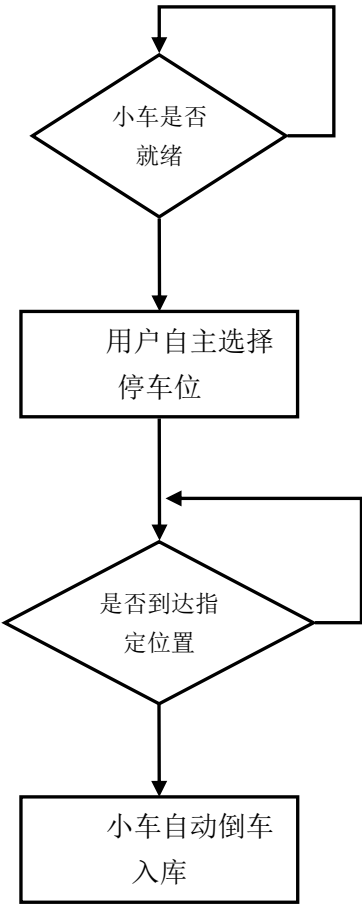 小车是否
就绪
用户自主选择
停车位
是否到达指
定位置
小车自动倒车
入库